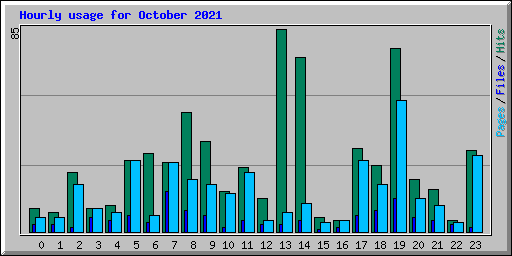 Hourly usage for October 2021
85
Pages / Files / Hits
0 1 2 3 4 5 6 7 8 9 10 11 12 13 14 15 16 17 18 19 20 21 22 23